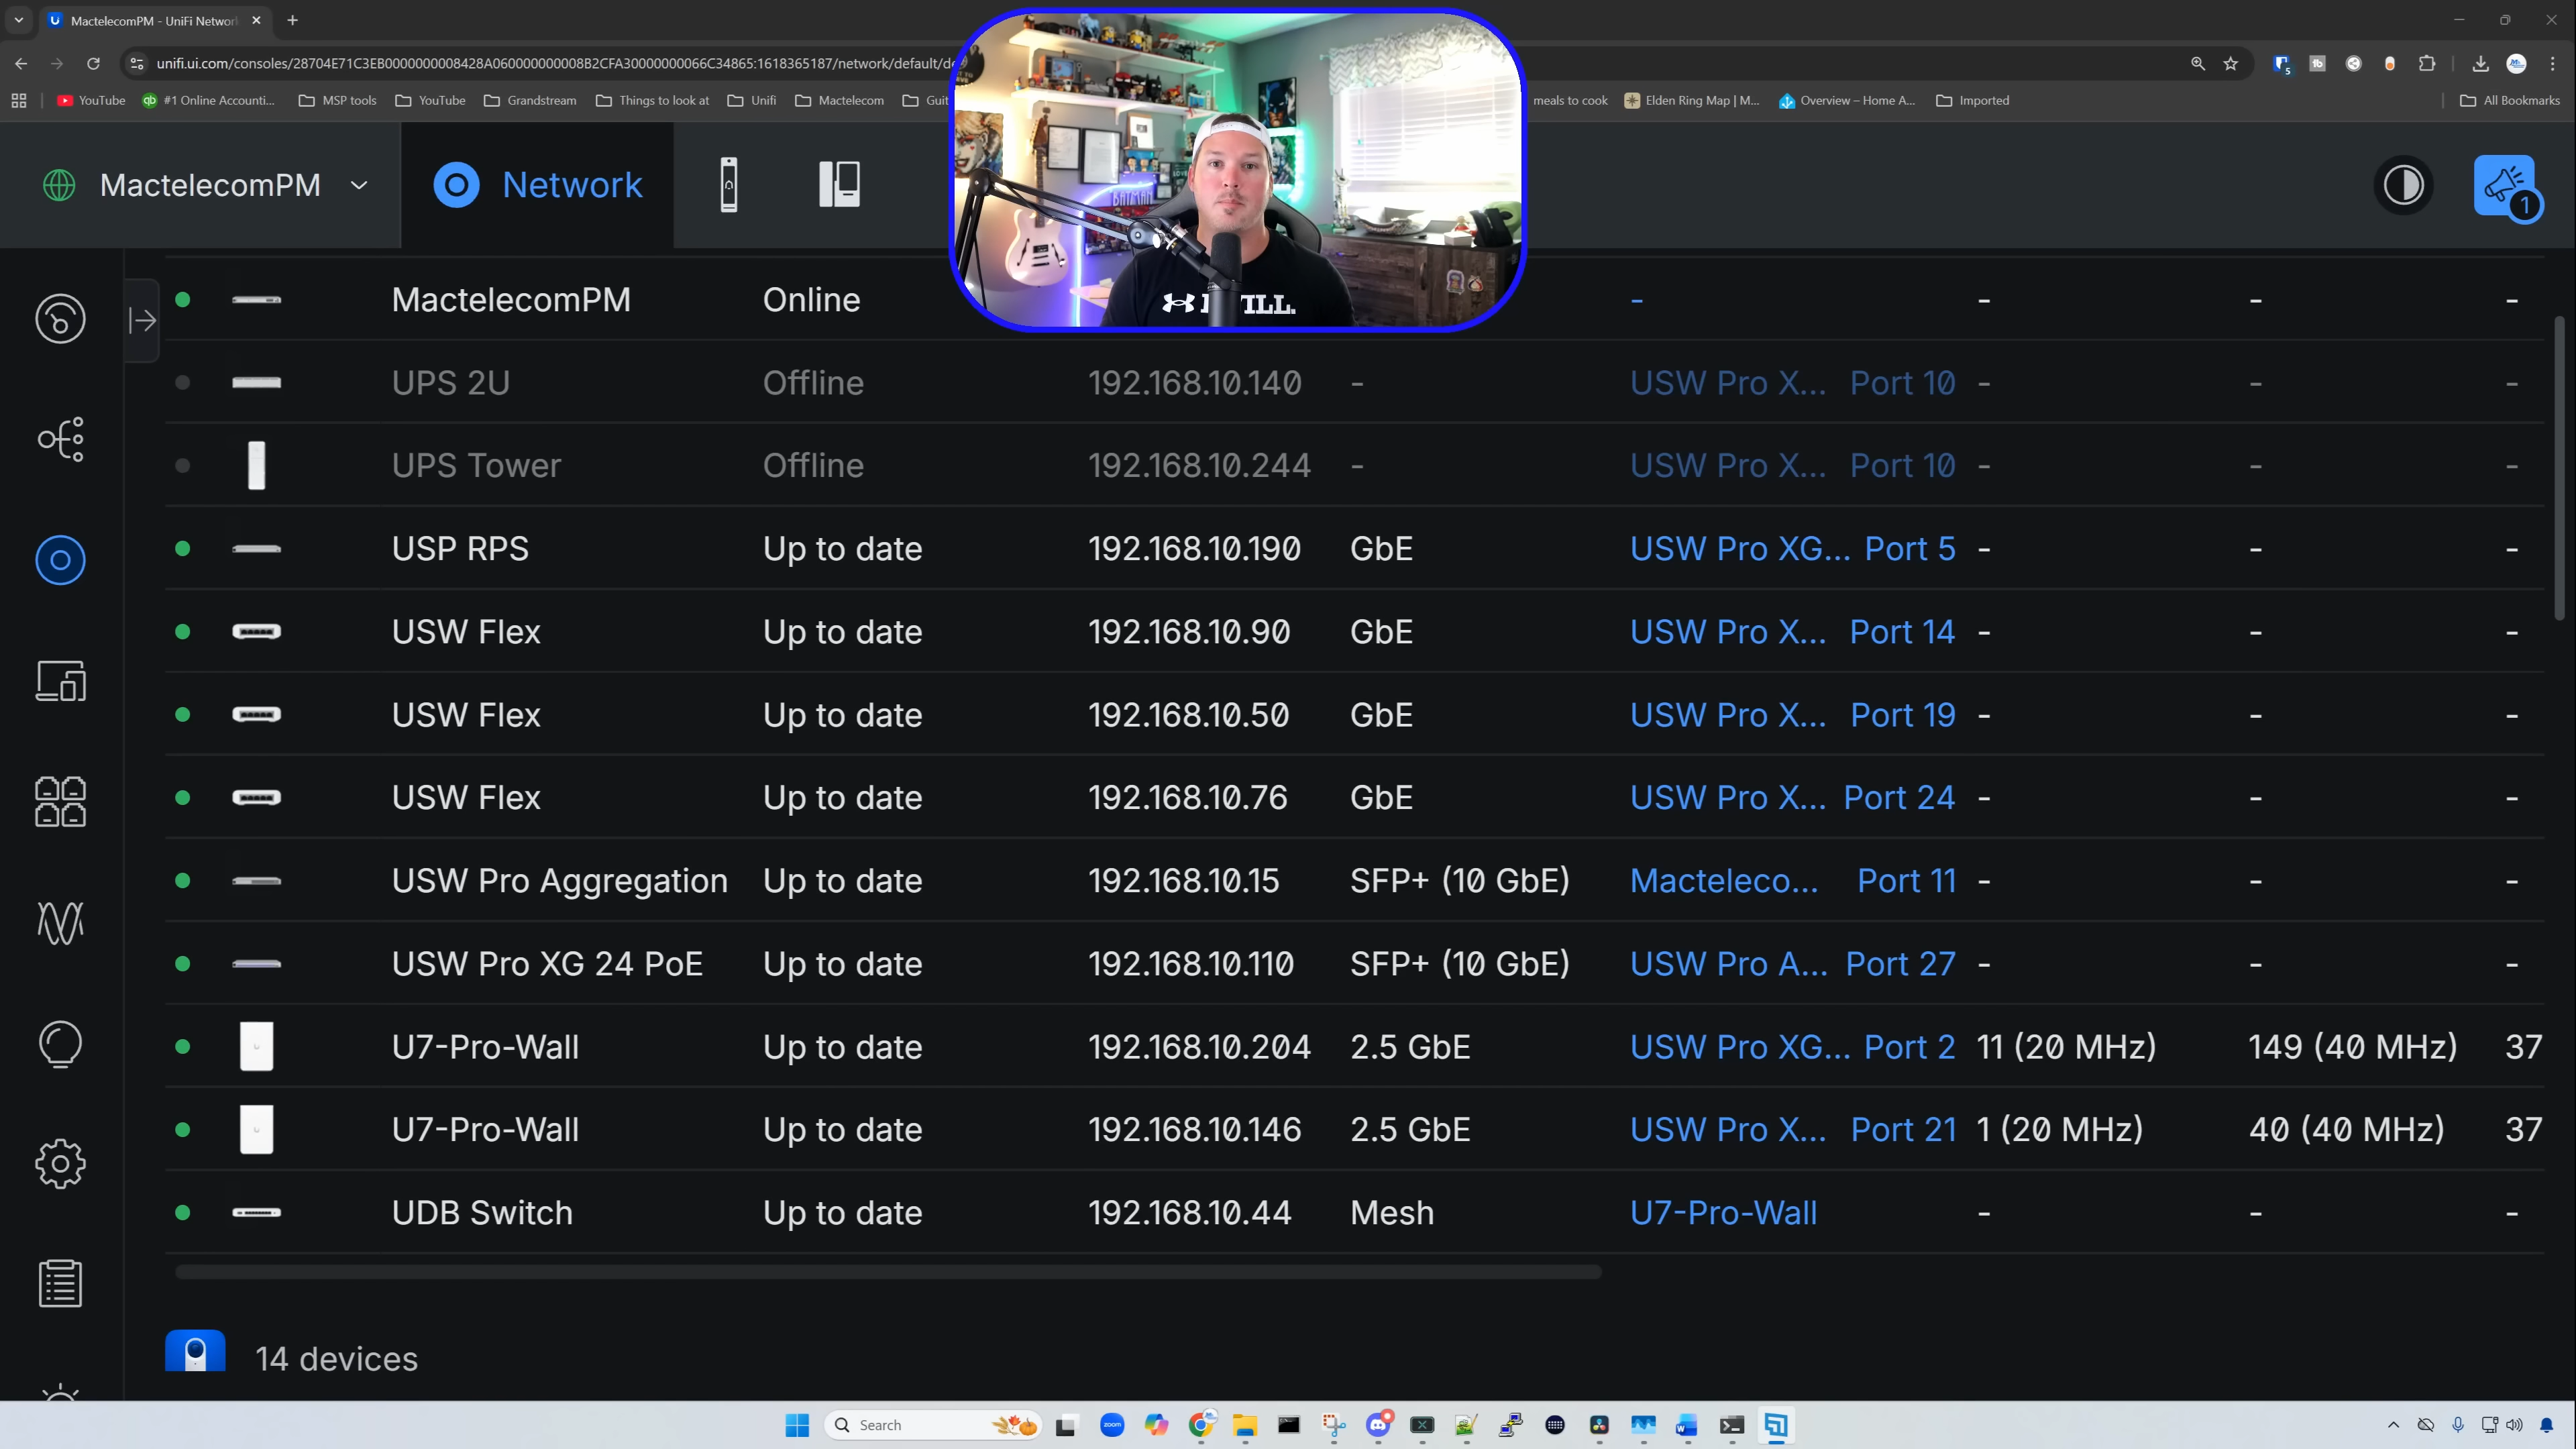 MactelecomPM - UniFi Networ
unifi.ui.com/consoles/28704E71C3EB0000000008428A060000000008B2CFA30000000066C34865:1618365187/network/default/de
YouTube #1 Online Accounti... MSP tools YouTube Grandstream Things to look at Unifi Mactelecom Guit meals to cook Elden Ring Map | M... Overview – Home A... Imported All Bookmarks
MactelecomPM Network 1
BATMAN
MactelecomPM Online - - - -
UPS 2U Offline 192.168.10.140 - USW Pro X... Port 10 - - -
UPS Tower Offline 192.168.10.244 - USW Pro X... Port 10 - - -
USP RPS Up to date 192.168.10.190 GbE USW Pro XG... Port 5 - - -
USW Flex Up to date 192.168.10.90 GbE USW Pro X... Port 14 - - -
USW Flex Up to date 192.168.10.50 GbE USW Pro X... Port 19 - - -
USW Flex Up to date 192.168.10.76 GbE USW Pro X... Port 24 - - -
USW Pro Aggregation Up to date 192.168.10.15 SFP+ (10 GbE) Macteleco... Port 11 - - -
USW Pro XG 24 PoE Up to date 192.168.10.110 SFP+ (10 GbE) USW Pro A... Port 27 - - -
U7-Pro-Wall Up to date 192.168.10.204 2.5 GbE USW Pro XG... Port 2 11 (20 MHz) 149 (40 MHz) 37
U7-Pro-Wall Up to date 192.168.10.146 2.5 GbE USW Pro X... Port 21 1 (20 MHz) 40 (40 MHz) 37
UDB Switch Up to date 192.168.10.44 Mesh U7-Pro-Wall - - -
14 devices
Search zoom